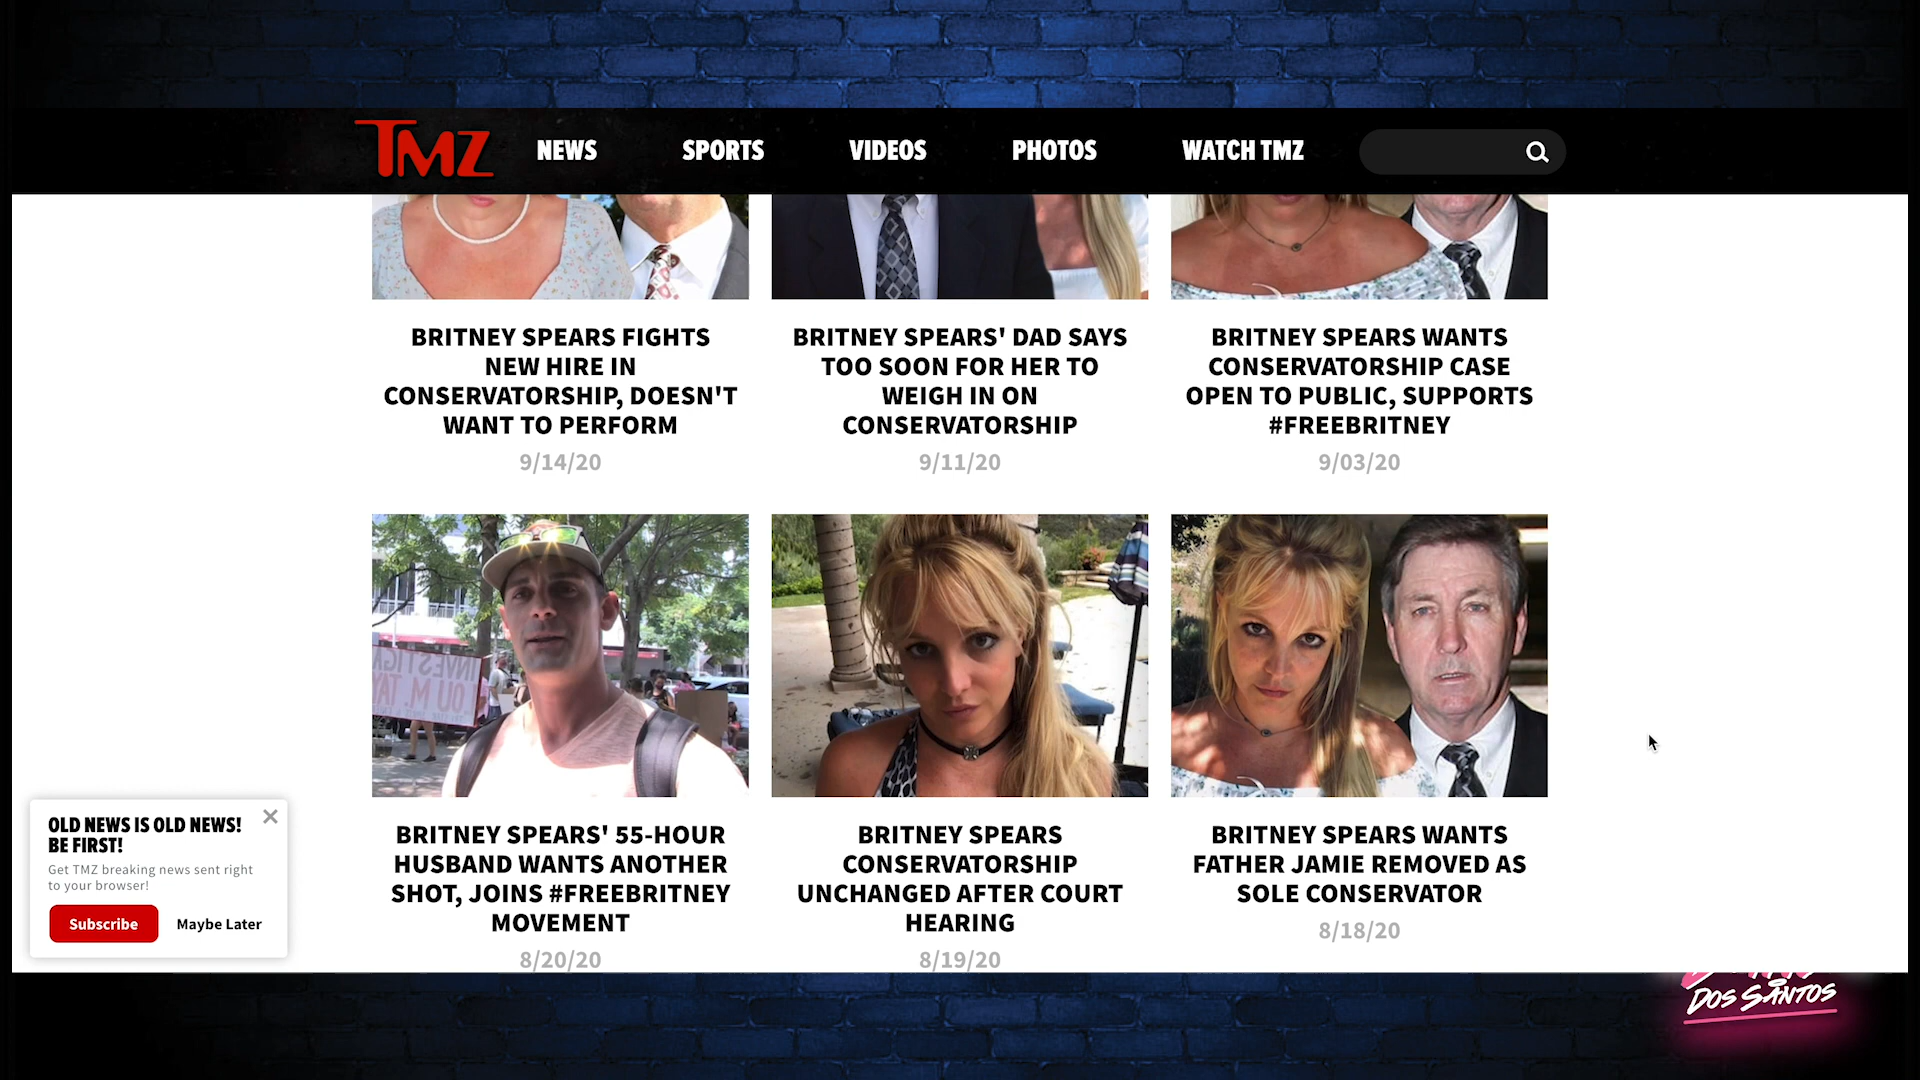 TMZ
NEWS
SPORTS
VIDEOS
PHOTOS
WATCH TMZ
BRITNEY SPEARS FIGHTS
NEW HIRE IN
CONSERVATORSHIP, DOESN'T
WANT TO PERFORM
9/14/20
BRITNEY SPEARS' DAD SAYS
TOO SOON FOR HER TO
WEIGH IN ON
CONSERVATORSHIP
9/11/20
BRITNEY SPEARS WANTS
CONSERVATORSHIP CASE
OPEN TO PUBLIC, SUPPORTS
#FREEBRITNEY
9/03/20
BRITNEY SPEARS' 55-HOUR
HUSBAND WANTS ANOTHER
SHOT, JOINS #FREEBRITNEY
MOVEMENT
8/20/20
BRITNEY SPEARS
CONSERVATORSHIP
UNCHANGED AFTER COURT
HEARING
8/19/20
BRITNEY SPEARS WANTS
FATHER JAMIE REMOVED AS
SOLE CONSERVATOR
8/18/20
OLD NEWS IS OLD NEWS!
BE FIRST!
Get TMZ breaking news sent right
to your browser!
Subscribe
Maybe Later
DOS SANTOS